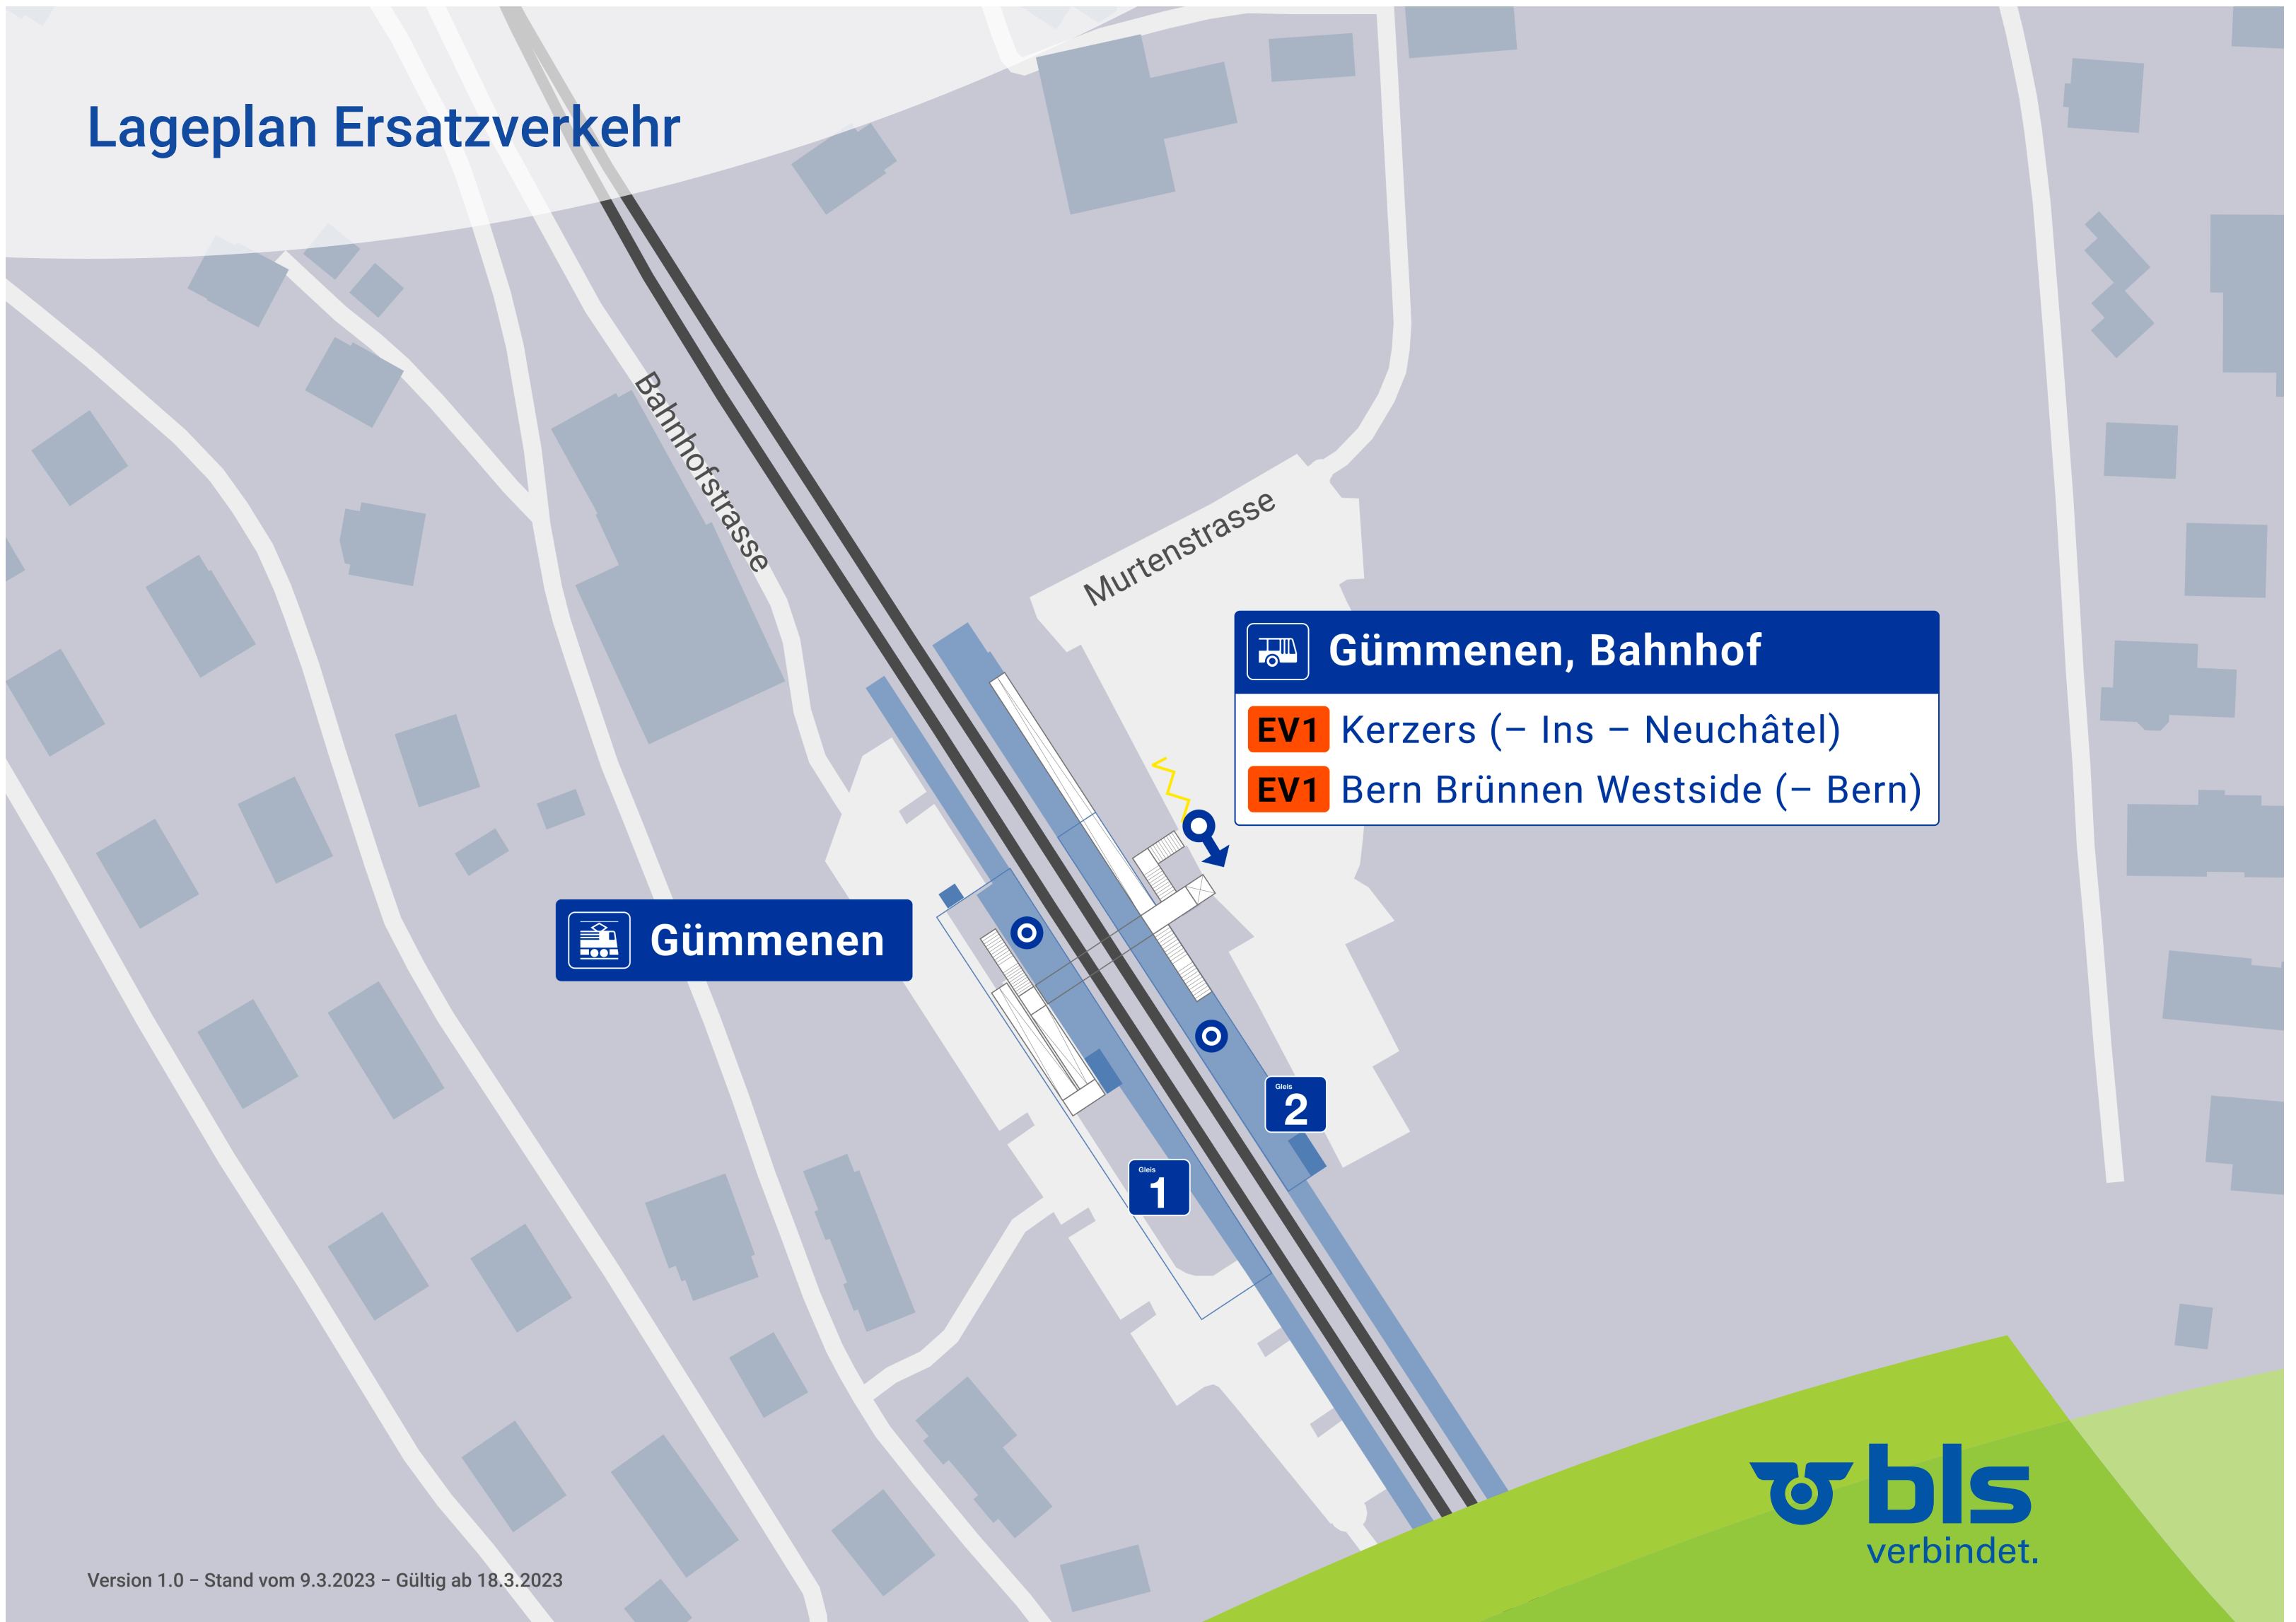 Lageplan Ersatzverkehr
Bahnhofstrasse
Murtenstrasse
Gümmenen, Bahnhof
EV1 Kerzers (– Ins – Neuchâtel)
EV1 Bern Brünnen Westside (– Bern)
Gümmenen
Gleis
2
Gleis
1
bls
verbindet.
Version 1.0 – Stand vom 9.3.2023 – Gültig ab 18.3.2023